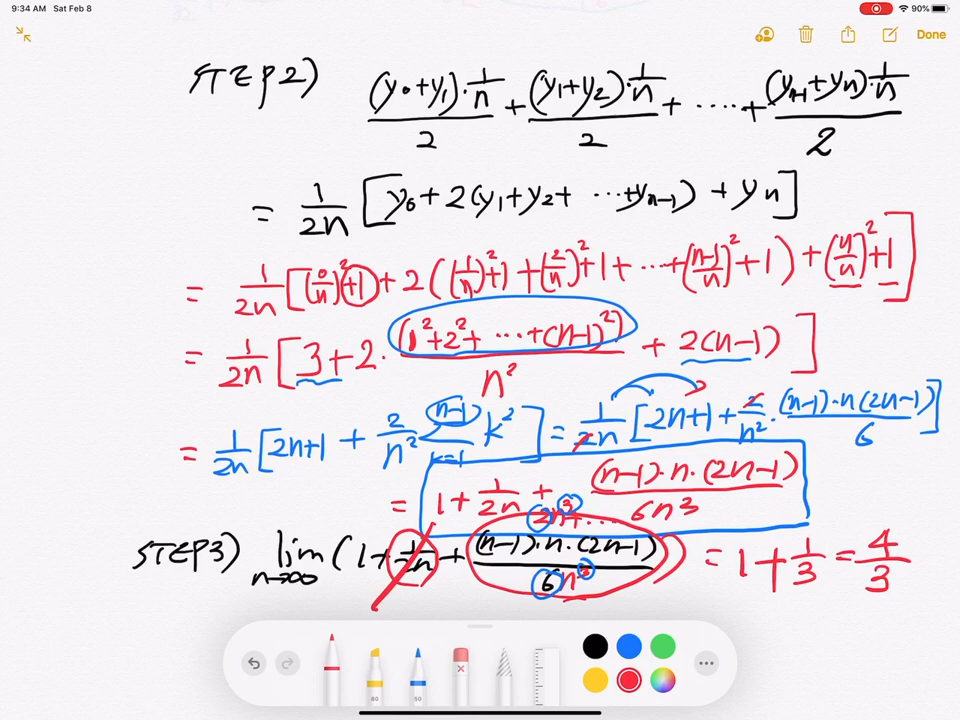 9:34 AM Sat Feb 8 90%
Done
STEP2) (y₀+y₁)·1/n / 2 + (y₁+y₂)·1/n / 2 + ····+ (yₙ₋₁+yₙ)·1/n / 2
= 1/2n [y₀+2(y₁+y₂+ ···+yₙ₋₁) + yₙ]
= 1/2n [(0/n)²+1+2((1/n)²+1)+(2/n)²+1+···+(n-1/n)²+1)+(n/n)²+1]
= 1/2n [3+2·(1²+2²+ ···+(n-1)²)/n² + 2(n-1)]
= 1/2n [2n+1 + 2/n² Σ k² n-1 k=1] = 1/2n [2n+1+ 2/n² · (n-1)·n(2n-1)/6]
= 1+ 1/2n + (n-1)·n·(2n-1)/6n³
2n³+...
STEP3) lim n→∞ (1+ 1/2n + (n-1)·n·(2n-1)/6n³) = 1+ 1/3 = 4/3
80 50